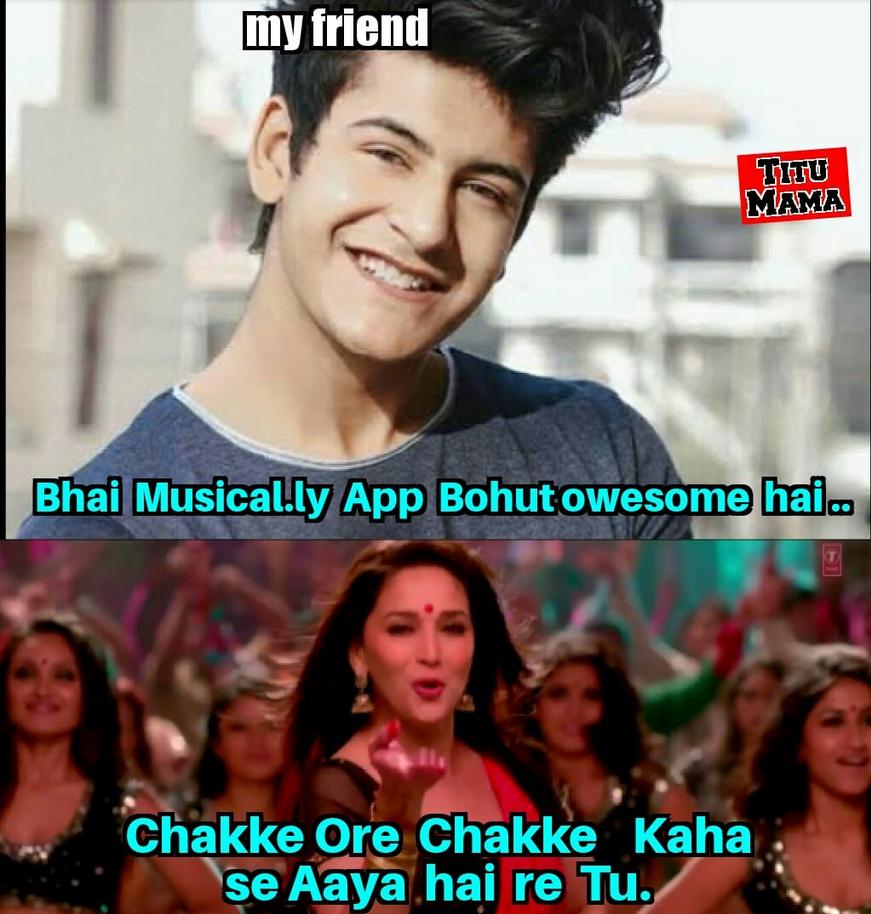 my friend
TITU
MAMA
Bhai Musical.ly App Bohut owesome hai..
Chakke Ore Chakke Kaha
se Aaya hai re Tu.